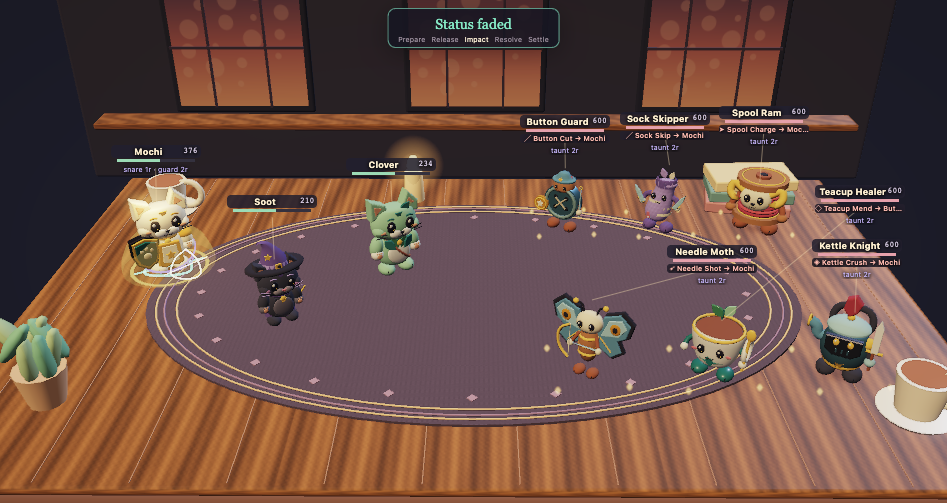 Status faded
Prepare Release Impact Resolve Settle
Spool Ram 600
Spool Charge → Moc...
taunt 2r
Button Guard 600
Button Cut → Mochi
taunt 2r
Sock Skipper 600
Sock Skip → Mochi
taunt 2r
Mochi 376
snare 1r · guard 2r
Clover 234
Soot 210
Teacup Healer 600
Teacup Mend → But...
taunt 2r
Needle Moth 600
Needle Shot → Mochi
taunt 2r
Kettle Knight 600
Kettle Crush → Mochi
taunt 2r